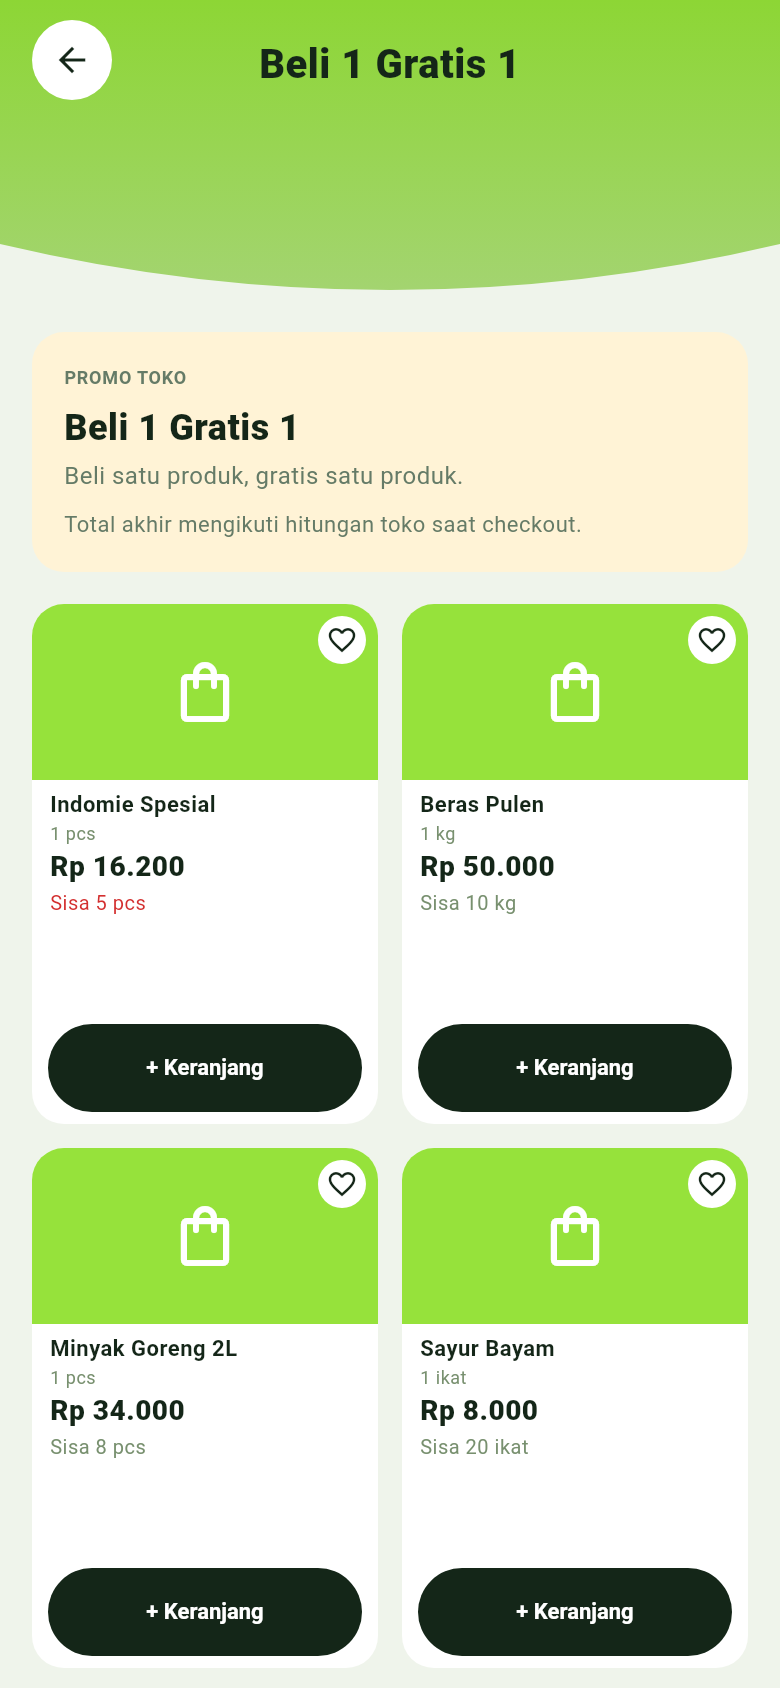 Beli 1 Gratis 1
PROMO TOKO
Beli 1 Gratis 1
Beli satu produk, gratis satu produk.
Total akhir mengikuti hitungan toko saat checkout.
Indomie Spesial
1 pcs
Rp 16.200
Sisa 5 pcs
+ Keranjang
Beras Pulen
1 kg
Rp 50.000
Sisa 10 kg
+ Keranjang
Minyak Goreng 2L
1 pcs
Rp 34.000
Sisa 8 pcs
+ Keranjang
Sayur Bayam
1 ikat
Rp 8.000
Sisa 20 ikat
+ Keranjang